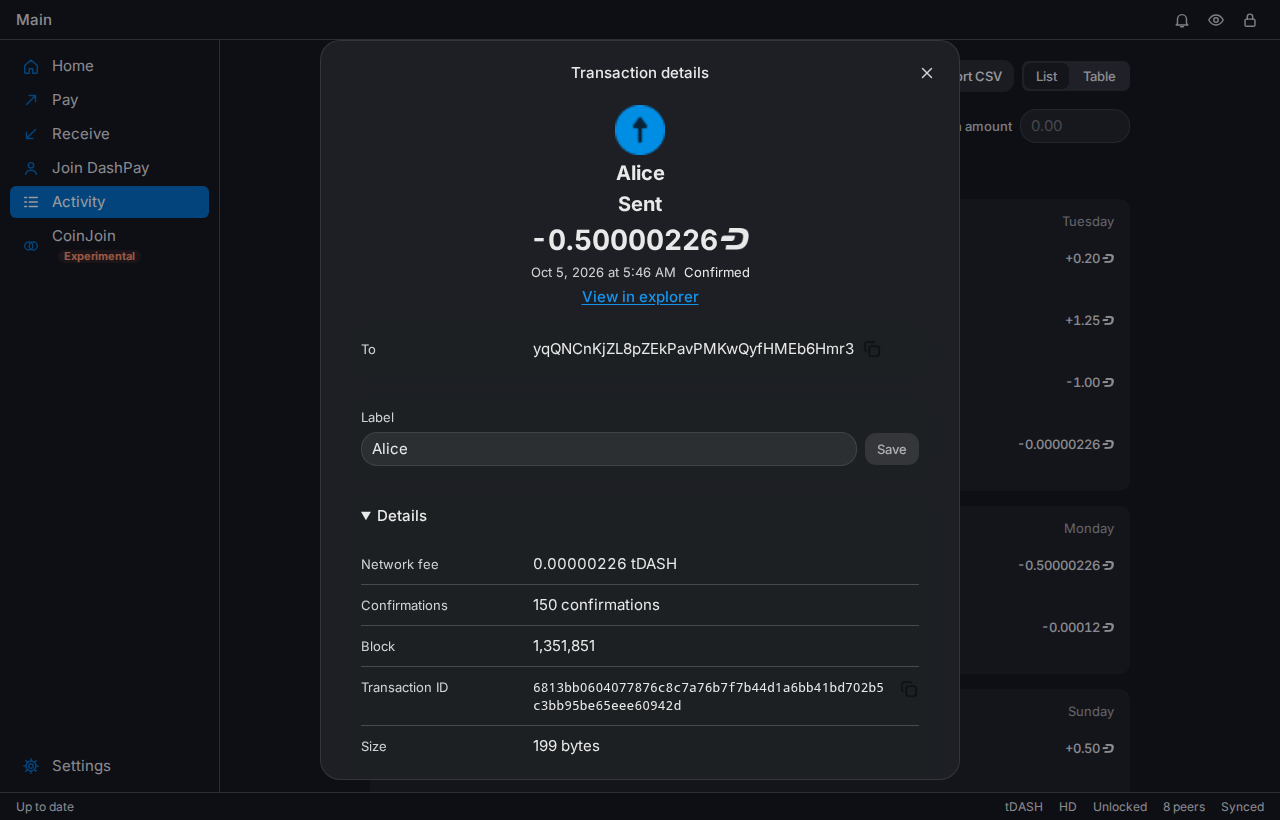 Main
Home
Pay
Receive
Join DashPay
Activity
CoinJoin
Experimental
Settings
Transaction details
Alice
Sent
-0.50000226
Oct 5, 2026 at 5:46 AM Confirmed
View in explorer
To yqQNCnKjZL8pZEkPavPMKwQyfHMEb6Hmr3
Label
Alice Save
Details
Network fee 0.00000226 tDASH
Confirmations 150 confirmations
Block 1,351,851
Transaction ID 6813bb0604077876c8c7a76b7f7b44d1a6bb41bd702b5
c3bb95be65eee60942d
Size 199 bytes
CSV List Table
amount 0.00
Tuesday
+0.20
+1.25
-1.00
-0.00000226
Monday
-0.50000226
-0.00012
Sunday
+0.50
Up to date tDASH HD Unlocked 8 peers Synced